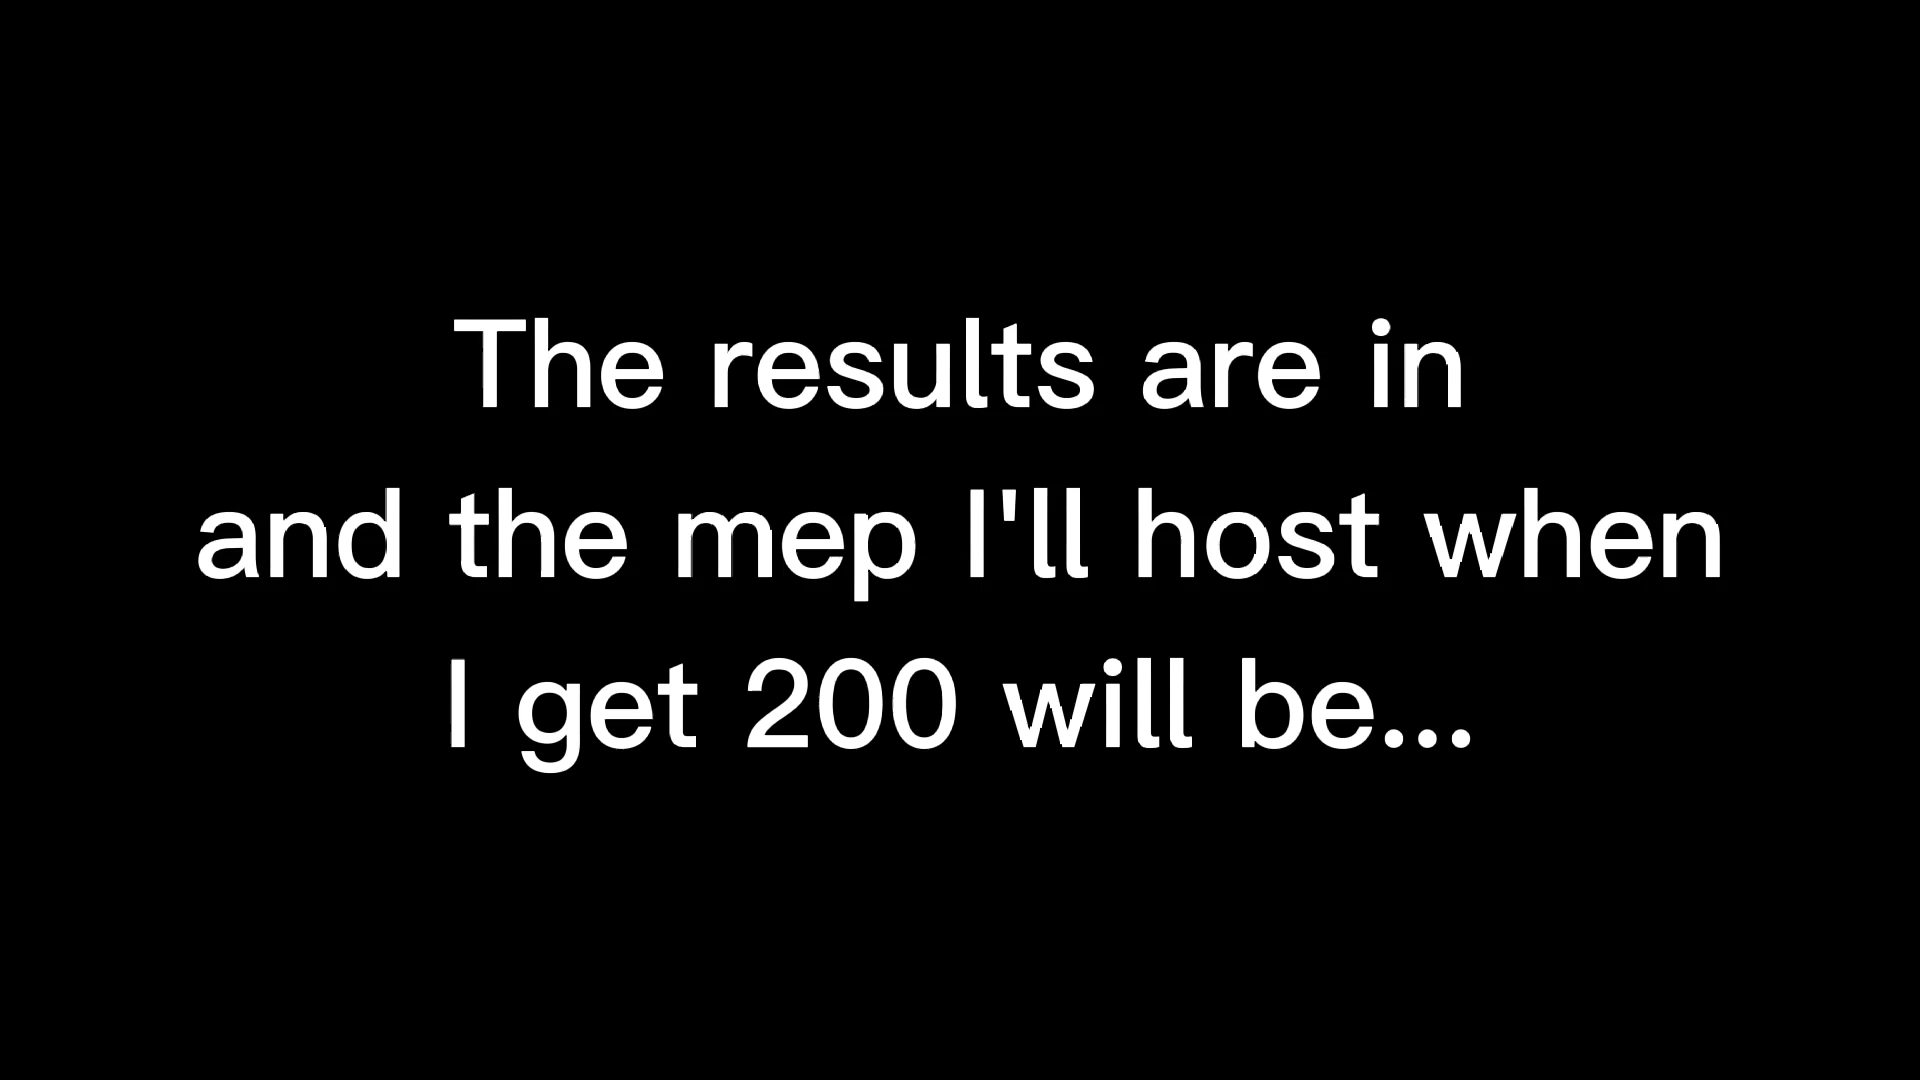 The results are in
and the mep I'll host when
I get 200 will be...